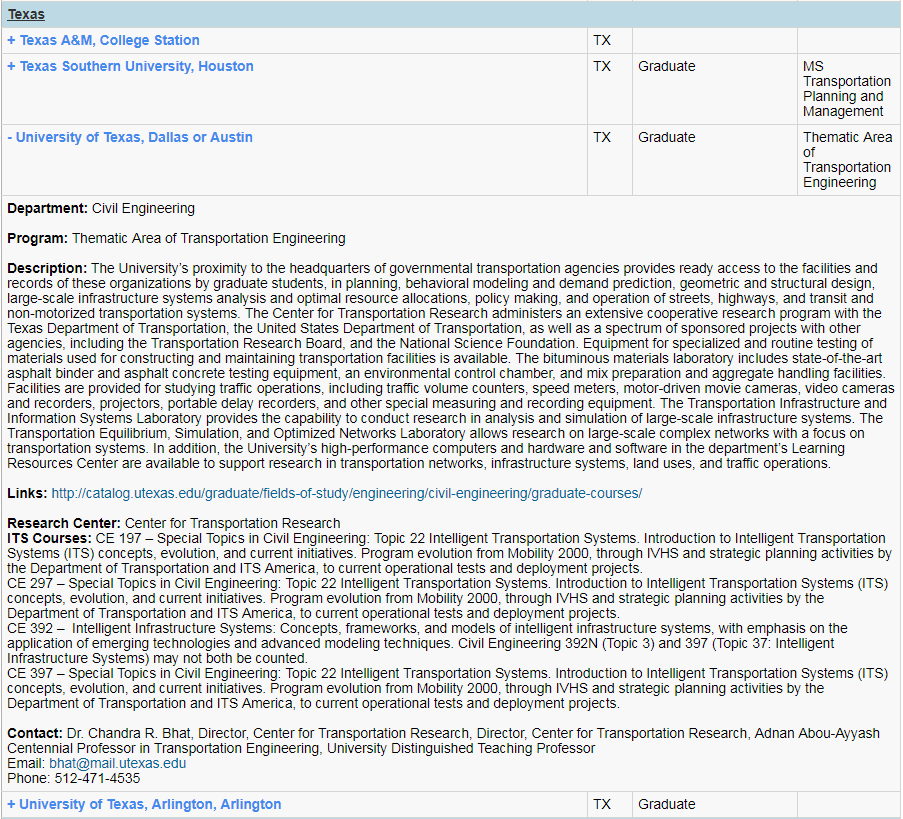 Texas
+ Texas A&M, College Station TX
+ Texas Southern University, Houston TX Graduate MS
Transportation
Planning and
Management
- University of Texas, Dallas or Austin TX Graduate Thematic Area
of
Transportation
Engineering
Department: Civil Engineering
Program: Thematic Area of Transportation Engineering
Description: The University's proximity to the headquarters of governmental transportation agencies provides ready access to the facilities and
records of these organizations by graduate students, in planning, behavioral modeling and demand prediction, geometric and structural design,
large-scale infrastructure systems analysis and optimal resource allocations, policy making, and operation of streets, highways, and transit and
non-motorized transportation systems. The Center for Transportation Research administers an extensive cooperative research program with the
Texas Department of Transportation, the United States Department of Transportation, as well as a spectrum of sponsored projects with other
agencies, including the Transportation Research Board, and the National Science Foundation. Equipment for specialized and routine testing of
materials used for constructing and maintaining transportation facilities is available. The bituminous materials laboratory includes state-of-the-art
asphalt binder and asphalt concrete testing equipment, an environmental control chamber, and mix preparation and aggregate handling facilities.
Facilities are provided for studying traffic operations, including traffic volume counters, speed meters, motor-driven movie cameras, video cameras
and recorders, projectors, portable delay recorders, and other special measuring and recording equipment. The Transportation Infrastructure and
Information Systems Laboratory provides the capability to conduct research in analysis and simulation of large-scale infrastructure systems. The
Transportation Equilibrium, Simulation, and Optimized Networks Laboratory allows research on large-scale complex networks with a focus on
transportation systems. In addition, the University's high-performance computers and hardware and software in the department's Learning
Resources Center are available to support research in transportation networks, infrastructure systems, land uses, and traffic operations.
Links: http://catalog.utexas.edu/graduate/fields-of-study/engineering/civil-engineering/graduate-courses/
Research Center: Center for Transportation Research
ITS Courses: CE 197 – Special Topics in Civil Engineering: Topic 22 Intelligent Transportation Systems. Introduction to Intelligent Transportation
Systems (ITS) concepts, evolution, and current initiatives. Program evolution from Mobility 2000, through IVHS and strategic planning activities by
the Department of Transportation and ITS America, to current operational tests and deployment projects.
CE 297 – Special Topics in Civil Engineering: Topic 22 Intelligent Transportation Systems. Introduction to Intelligent Transportation Systems (ITS)
concepts, evolution, and current initiatives. Program evolution from Mobility 2000, through IVHS and strategic planning activities by the
Department of Transportation and ITS America, to current operational tests and deployment projects.
CE 392 – Intelligent Infrastructure Systems: Concepts, frameworks, and models of intelligent infrastructure systems, with emphasis on the
application of emerging technologies and advanced modeling techniques. Civil Engineering 392N (Topic 3) and 397 (Topic 37: Intelligent
Infrastructure Systems) may not both be counted.
CE 397 – Special Topics in Civil Engineering: Topic 22 Intelligent Transportation Systems. Introduction to Intelligent Transportation Systems (ITS)
concepts, evolution, and current initiatives. Program evolution from Mobility 2000, through IVHS and strategic planning activities by the
Department of Transportation and ITS America, to current operational tests and deployment projects.
Contact: Dr. Chandra R. Bhat, Director, Center for Transportation Research, Director, Center for Transportation Research, Adnan Abou-Ayyash
Centennial Professor in Transportation Engineering, University Distinguished Teaching Professor
Email: bhat@mail.utexas.edu
Phone: 512-471-4535
+ University of Texas, Arlington, Arlington TX Graduate